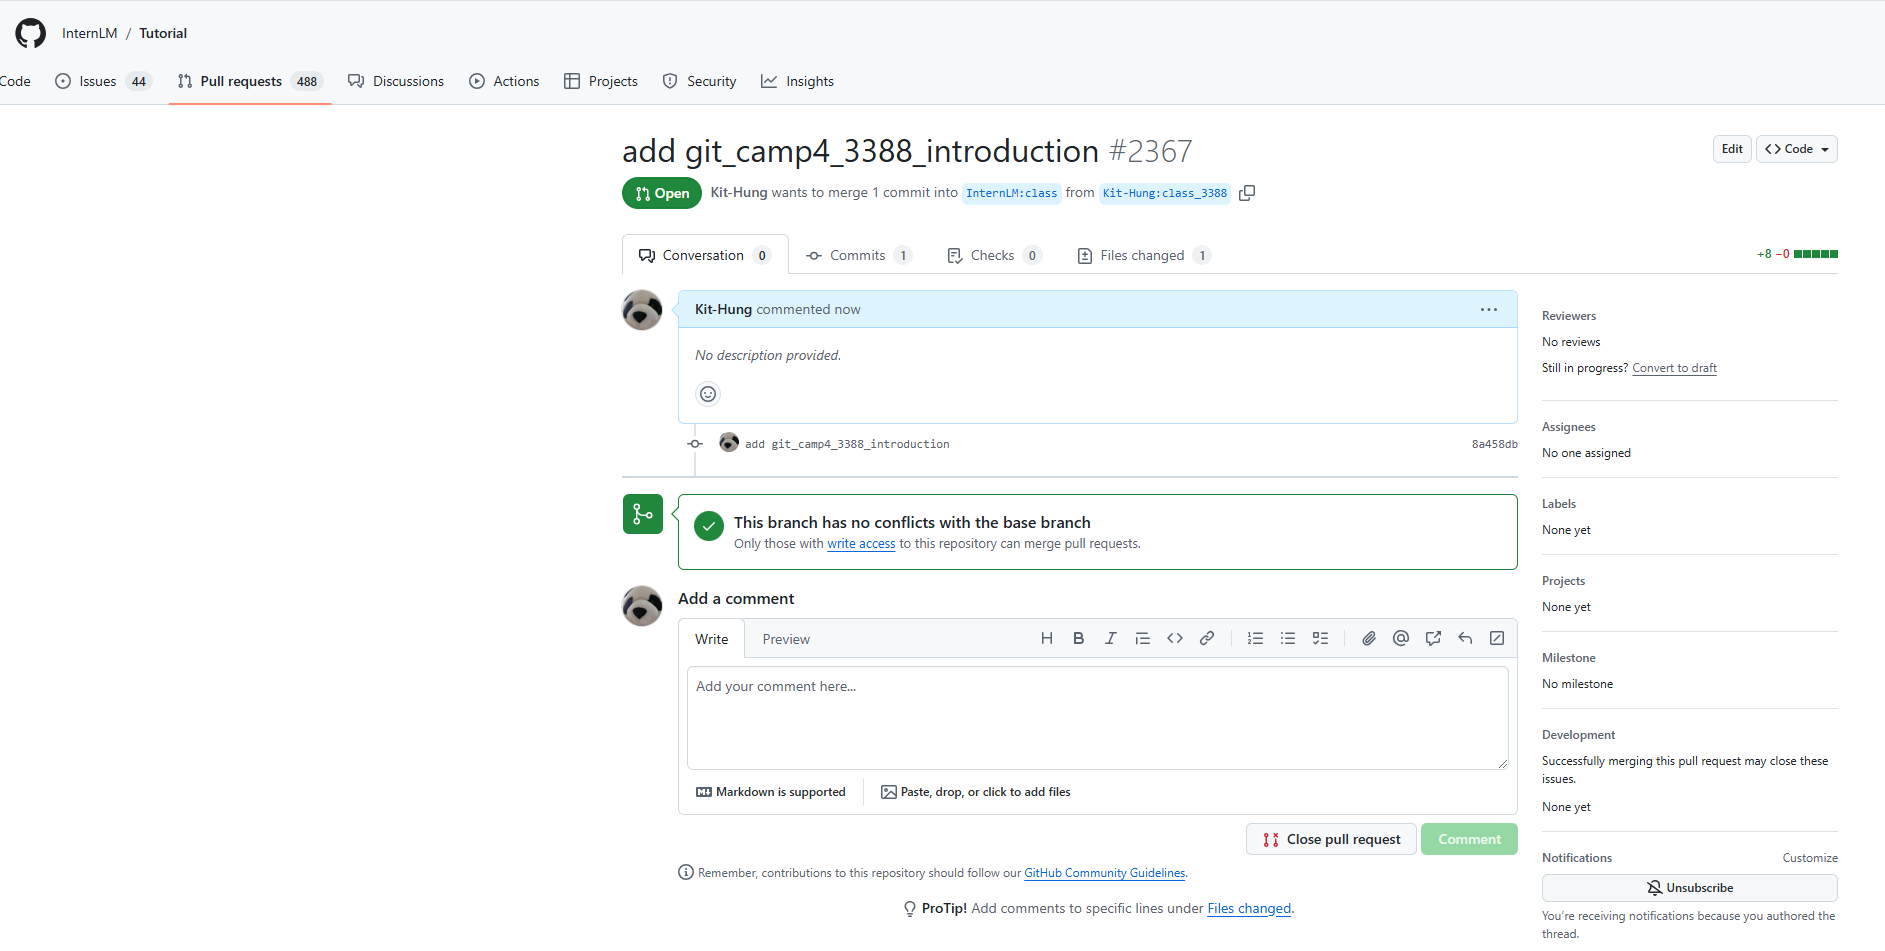 InternLM / Tutorial
Code Issues 44 Pull requests 488 Discussions Actions Projects Security Insights
add git_camp4_3388_introduction #2367
Edit
Code
Open
Kit-Hung wants to merge 1 commit into InternLM:class from Kit-Hung:class_3388
Conversation 0 Commits 1 Checks 0 Files changed 1
+8 −0
Kit-Hung commented now
No description provided.
add git_camp4_3388_introduction 8a458db
This branch has no conflicts with the base branch
Only those with write access to this repository can merge pull requests.
Add a comment
Write Preview
Add your comment here...
Markdown is supported
Paste, drop, or click to add files
Close pull request Comment
Remember, contributions to this repository should follow our GitHub Community Guidelines.
ProTip! Add comments to specific lines under Files changed.
Reviewers
No reviews
Still in progress? Convert to draft
Assignees
No one assigned
Labels
None yet
Projects
None yet
Milestone
No milestone
Development
Successfully merging this pull request may close these
issues.
None yet
Notifications Customize
Unsubscribe
You're receiving notifications because you authored the
thread.